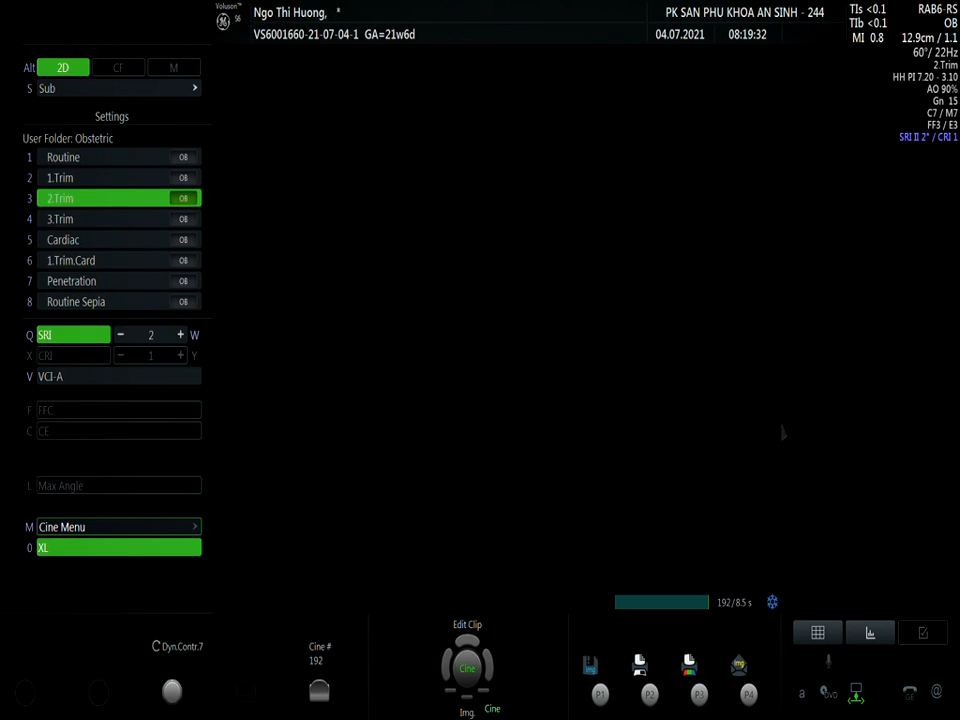 Voluson™
S6
Ngo Thi Huong, *
PK SAN PHU KHOA AN SINH - 244
VS6001660-21-07-04-1 GA=21w6d
04.07.2021 08:19:32
TIs <0.1
TIb <0.1
MI 0.8
RAB6-RS
OB
12.9cm / 1.1
60°/ 22Hz
2.Trim
HH PI 7.20 - 3.10
AO 90%
Gn 15
C7 / M7
FF3 / E3
SRI II 2° / CRI 1
Alt 2D CF M
S Sub >
Settings
User Folder: Obstetric
1 Routine OB
2 1.Trim OB
3 2.Trim OB
4 3.Trim OB
5 Cardiac OB
6 1.Trim.Card OB
7 Penetration OB
8 Routine Sepia OB
Q SRI − 2 + W
X CRI − 1 + Y
V VCI-A
F FFC
C CE
L Max Angle
M Cine Menu >
0 XL
192/8.5 s
C Dyn.Contr.7
Cine #
192
Edit Clip
Cine
Img.
Cine
Img
P1 P2 P3 P4
a DVD @